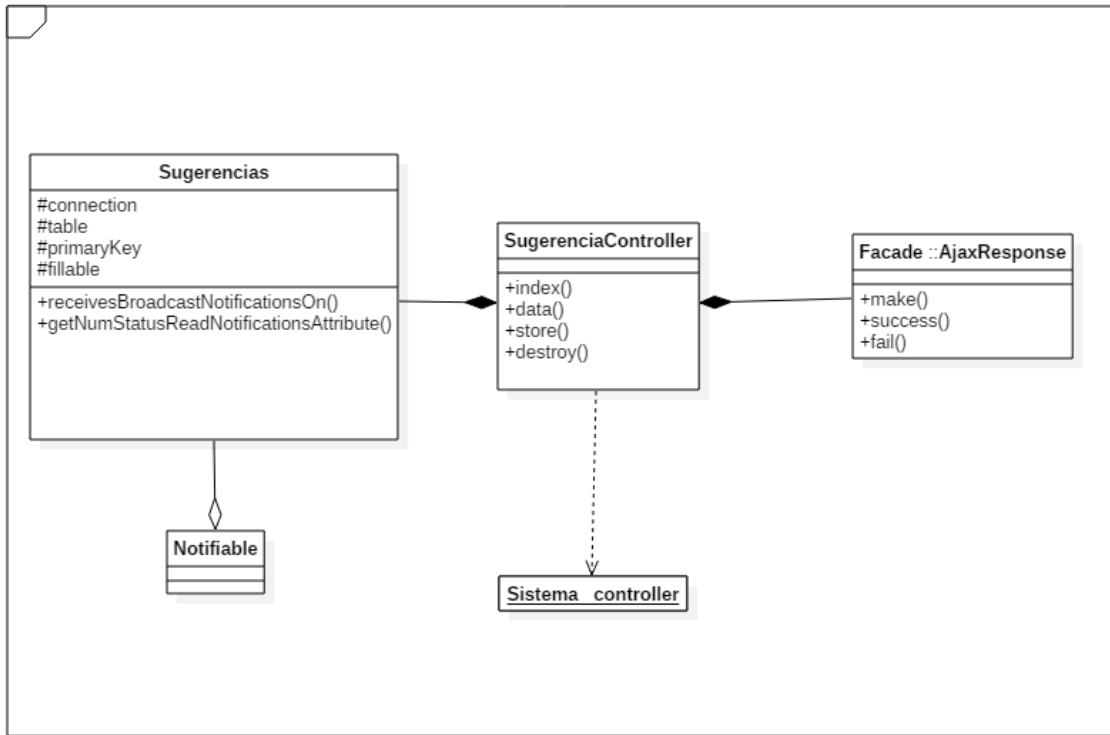 Sugerencias
#connection
#table
#primaryKey
#fillable
+receivesBroadcastNotificationsOn()
+getNumStatusReadNotificationsAttribute()
SugerenciaController
+index()
+data()
+store()
+destroy()
Facade ::AjaxResponse
+make()
+success()
+fail()
Notifiable
Sistema_ controller